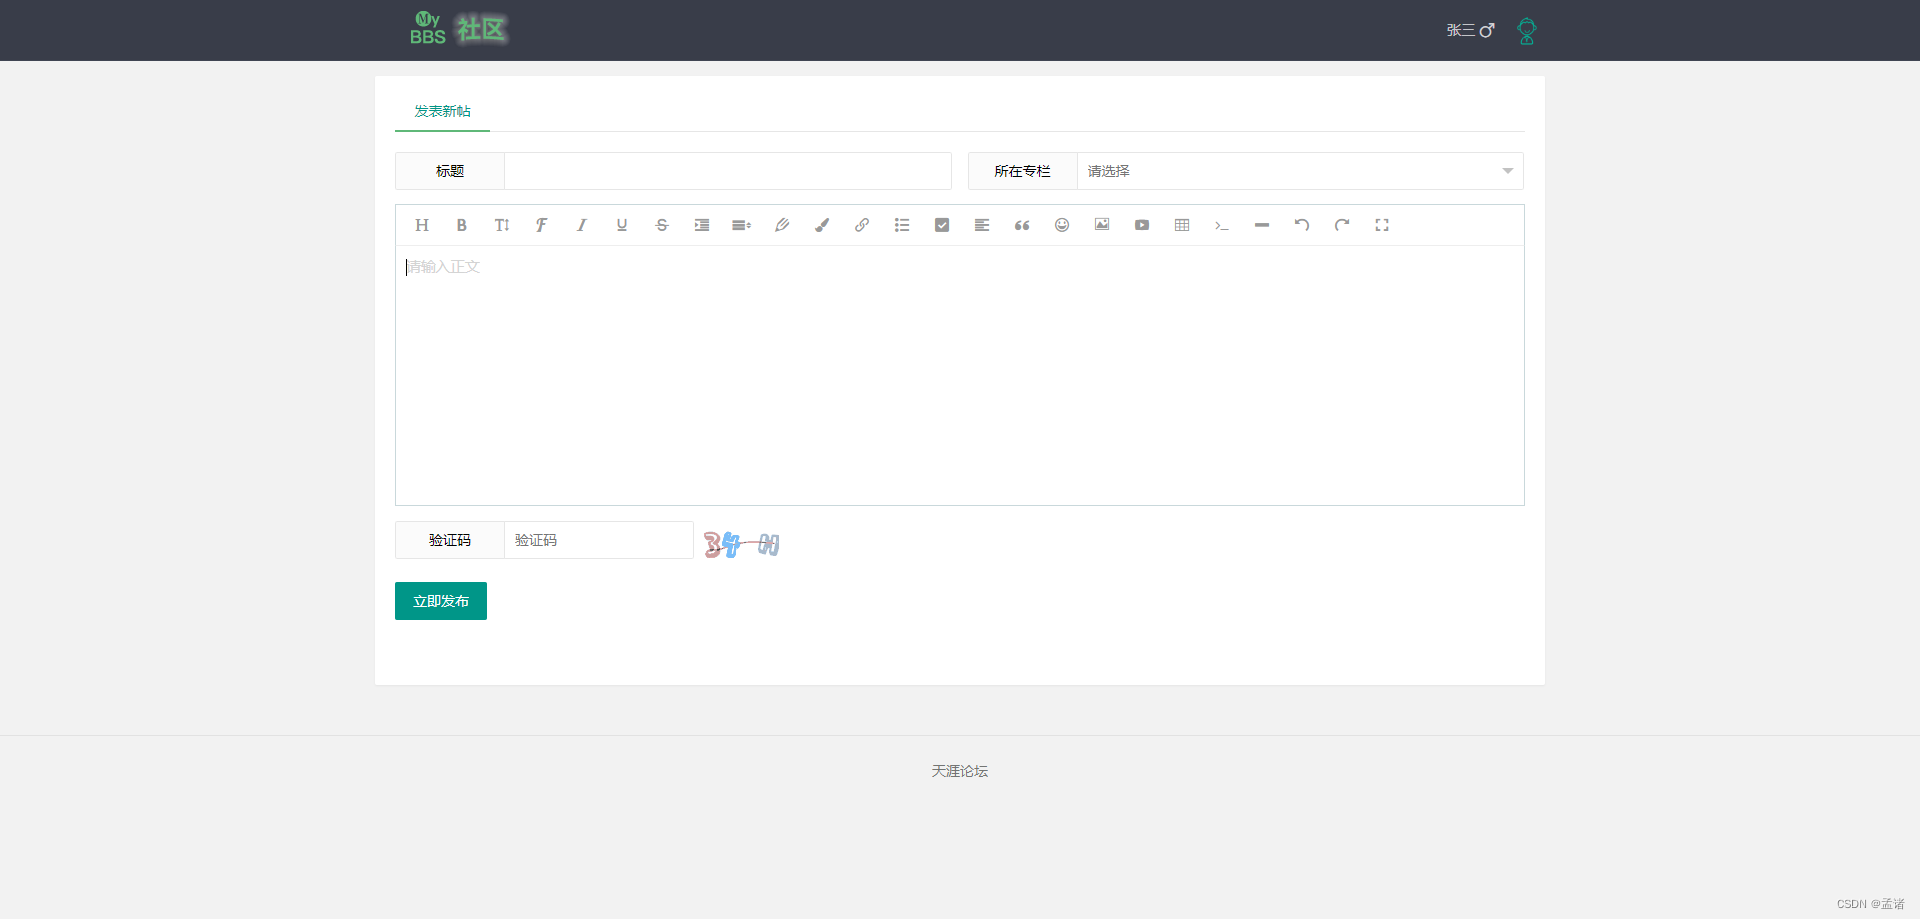 My
BBS 社区
张三
发表新帖
标题
所在专栏 请选择
请输入正文
验证码 验证码
34 H
立即发布
天涯论坛
CSDN @孟诸